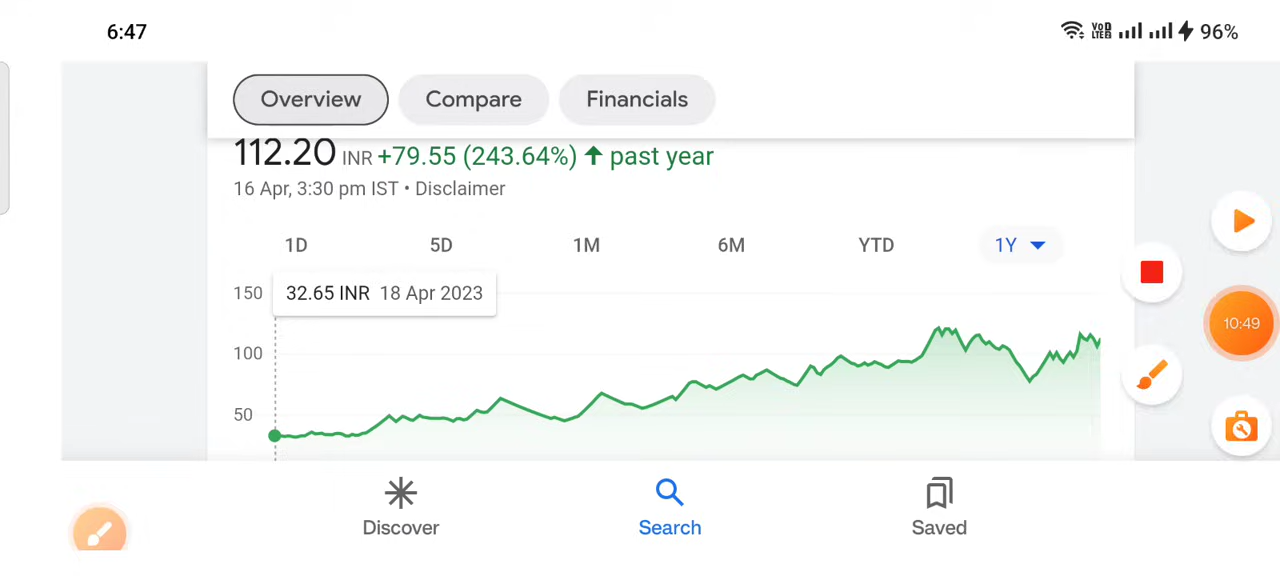 6:47 VoD LTE2 96%
Overview Compare Financials
112.20 INR +79.55 (243.64%) ↑ past year
16 Apr, 3:30 pm IST • Disclaimer
1D 5D 1M 6M YTD 1Y
150 32.65 INR 18 Apr 2023
100
50
10:49
Discover Search Saved